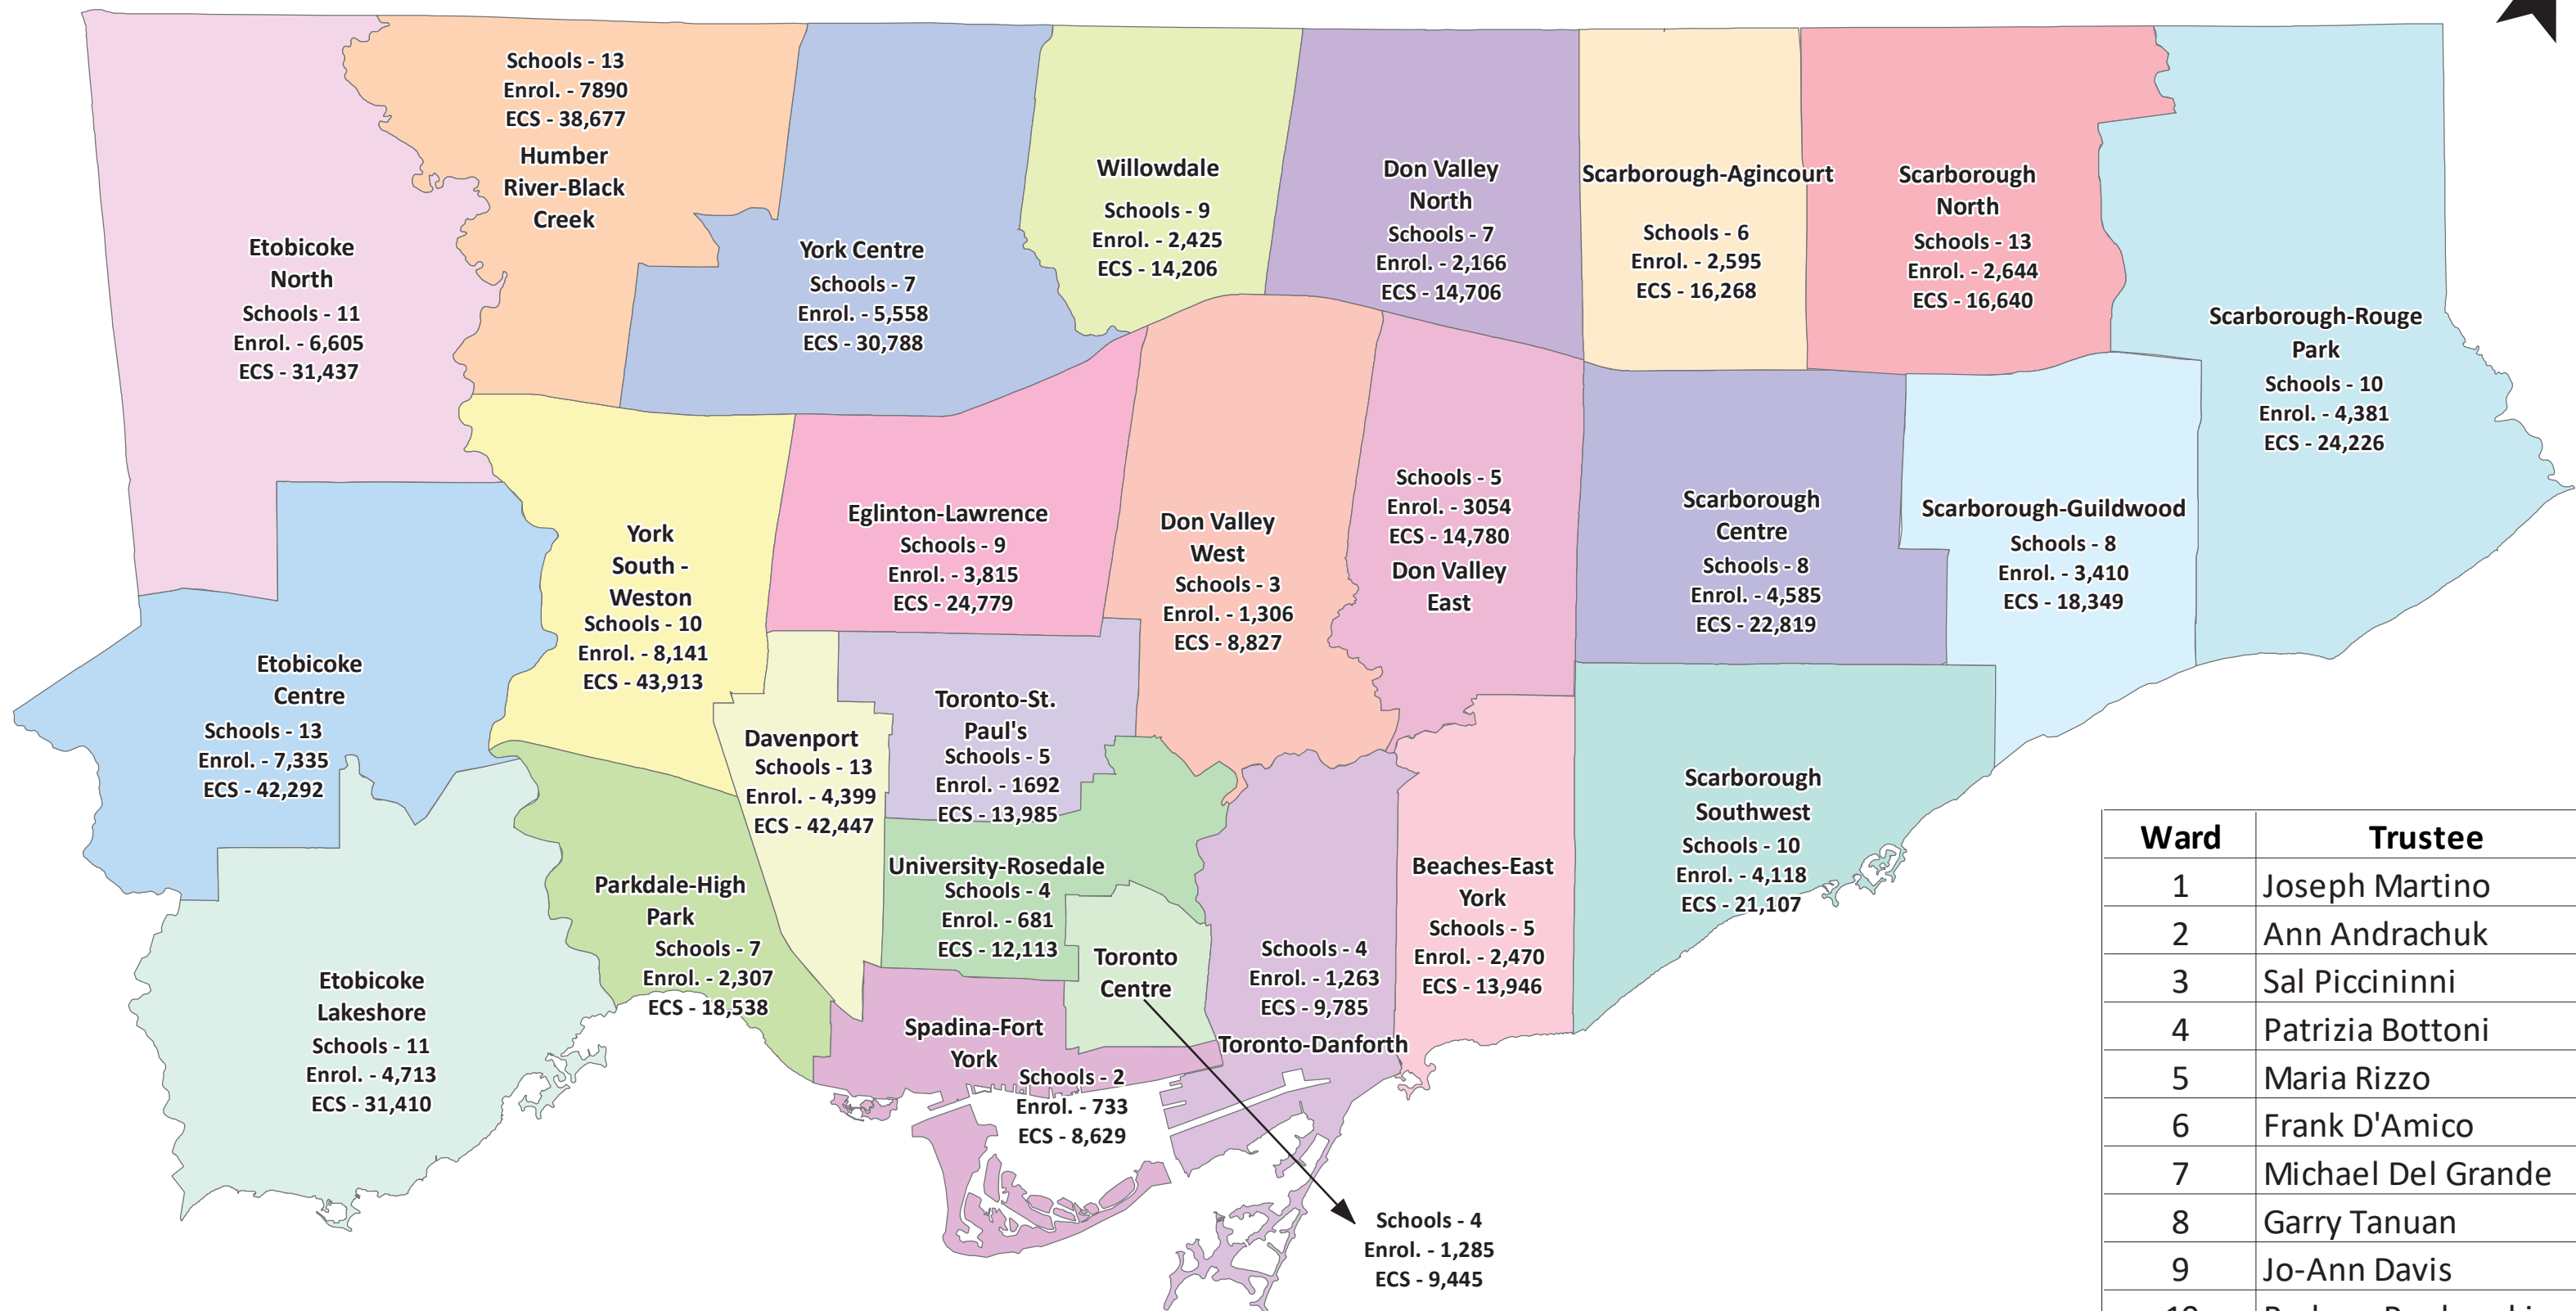 Schools - 13
Enrol. - 7890
ECS - 38,677
Humber
River-Black
Creek
Etobicoke
North
Schools - 11
Enrol. - 6,605
ECS - 31,437
York Centre
Schools - 7
Enrol. - 5,558
ECS - 30,788
Willowdale
Schools - 9
Enrol. - 2,425
ECS - 14,206
Don Valley
North
Schools - 7
Enrol. - 2,166
ECS - 14,706
Scarborough-Agincourt
Schools - 6
Enrol. - 2,595
ECS - 16,268
Scarborough
North
Schools - 13
Enrol. - 2,644
ECS - 16,640
Scarborough-Rouge
Park
Schools - 10
Enrol. - 4,381
ECS - 24,226
York
South -
Weston
Schools - 10
Enrol. - 8,141
ECS - 43,913
Eglinton-Lawrence
Schools - 9
Enrol. - 3,815
ECS - 24,779
Don Valley
West
Schools - 3
Enrol. - 1,306
ECS - 8,827
Schools - 5
Enrol. - 3054
ECS - 14,780
Don Valley
East
Scarborough
Centre
Schools - 8
Enrol. - 4,585
ECS - 22,819
Scarborough-Guildwood
Schools - 8
Enrol. - 3,410
ECS - 18,349
Etobicoke
Centre
Schools - 13
Enrol. - 7,335
ECS - 42,292
Davenport
Schools - 13
Enrol. - 4,399
ECS - 42,447
Toronto-St.
Paul's
Schools - 5
Enrol. - 1692
ECS - 13,985
University-Rosedale
Schools - 4
Enrol. - 681
ECS - 12,113
Parkdale-High
Park
Schools - 7
Enrol. - 2,307
ECS - 18,538
Toronto
Centre
Schools - 4
Enrol. - 1,263
ECS - 9,785
Toronto-Danforth
Beaches-East
York
Schools - 5
Enrol. - 2,470
ECS - 13,946
Scarborough
Southwest
Schools - 10
Enrol. - 4,118
ECS - 21,107
Etobicoke
Lakeshore
Schools - 11
Enrol. - 4,713
ECS - 31,410
Spadina-Fort
York
Schools - 2
Enrol. - 733
ECS - 8,629
Schools - 4
Enrol. - 1,285
ECS - 9,445
Ward Trustee
1 Joseph Martino
2 Ann Andrachuk
3 Sal Piccininni
4 Patrizia Bottoni
5 Maria Rizzo
6 Frank D'Amico
7 Michael Del Grande
8 Garry Tanuan
9 Jo-Ann Davis